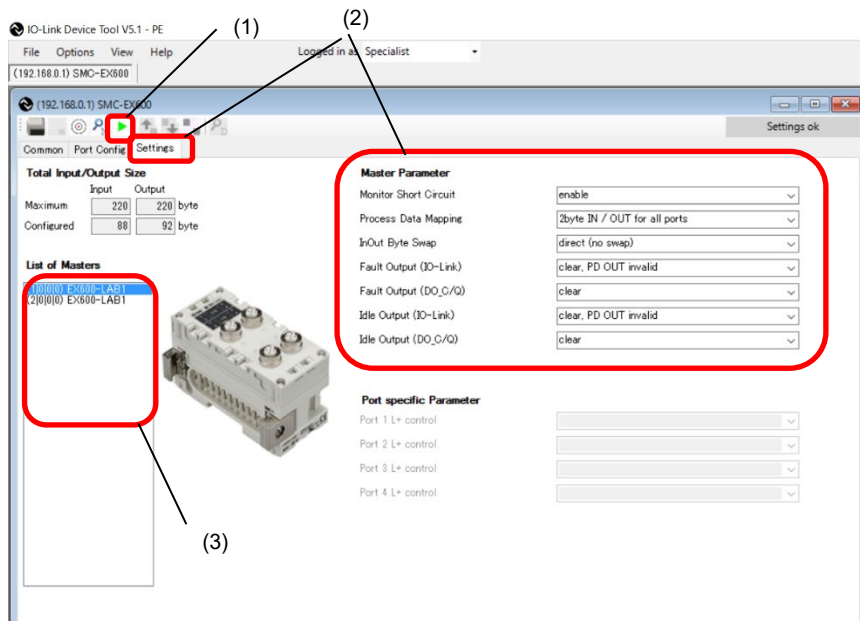 (1)
(2)
IO-Link Device Tool V5.1 - PE
File Options View Help Logged in as Specialist
(192.168.0.1) SMC-EX600
(192.168.0.1) SMC-EX600
Settings ok
Common Port Config Settings
Total Input/Output Size
Input Output
Maximum 220 220 byte
Configured 88 92 byte
List of Masters
(1|0|0|0) EX600-LAB1
(2|0|0|0) EX600-LAB1
Master Parameter
Monitor Short Circuit enable
Process Data Mapping 2byte IN / OUT for all ports
InOut Byte Swap direct (no swap)
Fault Output (IO-Link) clear, PD OUT invalid
Fault Output (DO_C/Q) clear
Idle Output (IO-Link) clear, PD OUT invalid
Idle Output (DO_C/Q) clear
Port specific Parameter
Port 1 L+ control
Port 2 L+ control
Port 3 L+ control
Port 4 L+ control
(3)